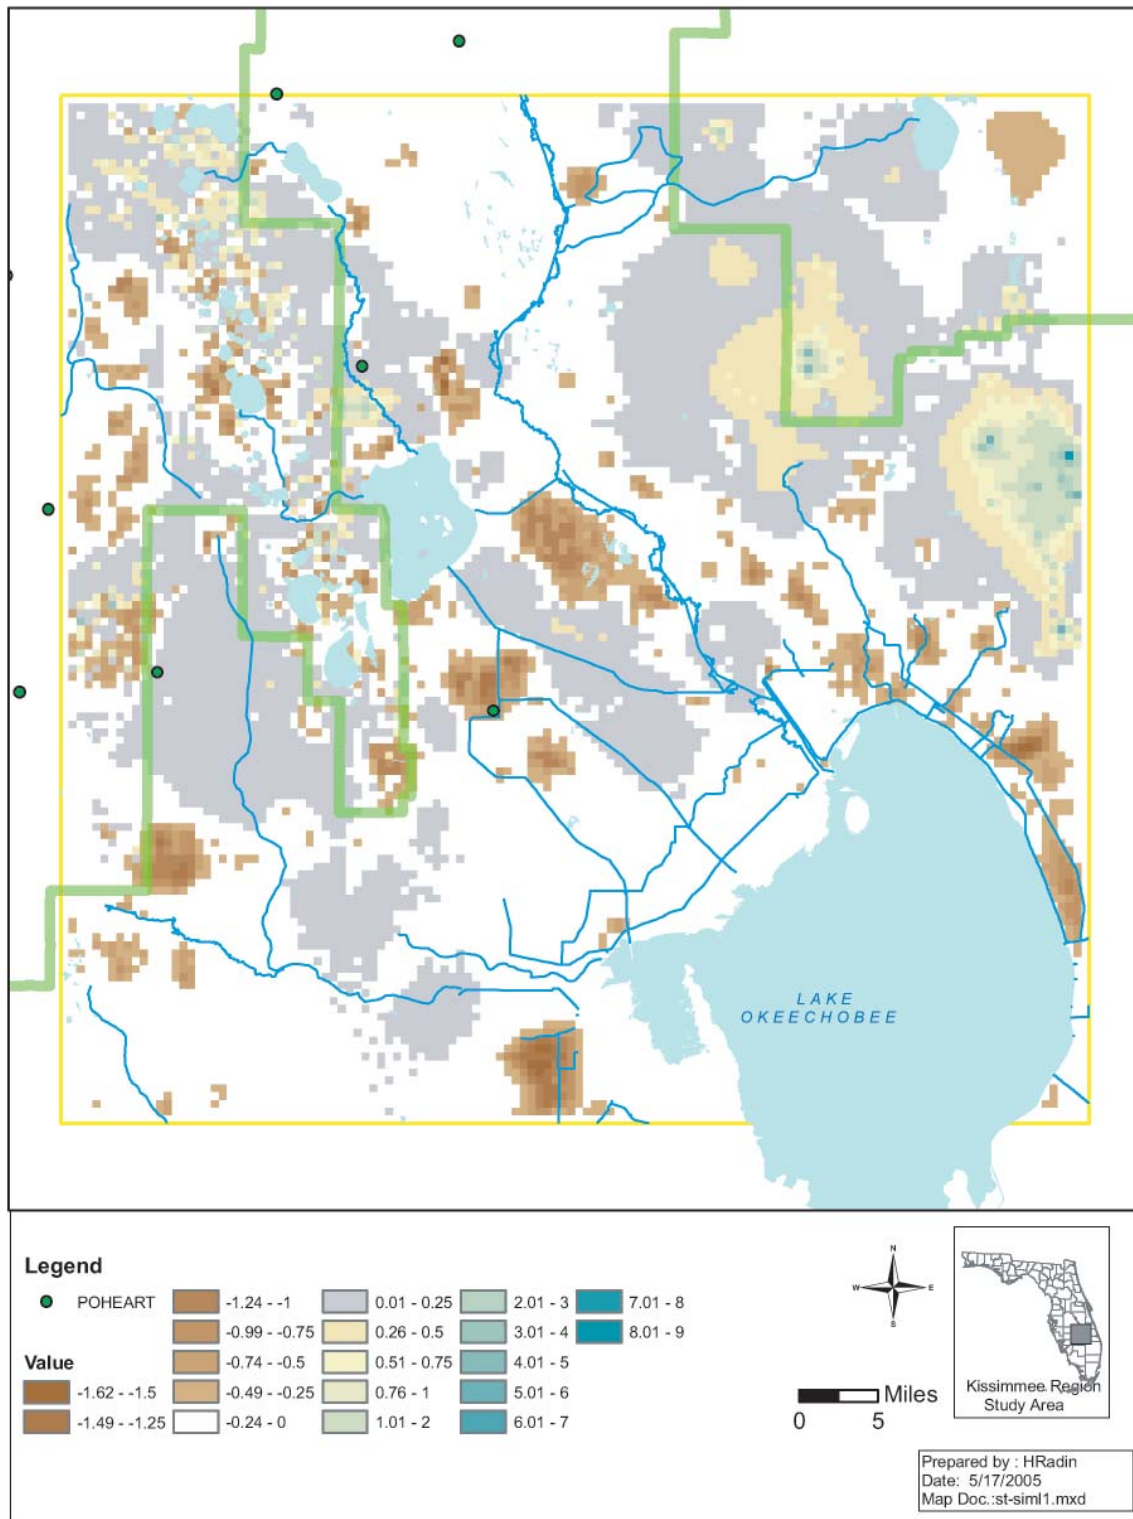 LAKE
OKEECHOBEE
Legend
POHEART
Value
-1.62 - -1.5
-1.49 - -1.25
-1.24 - -1
-0.99 - -0.75
-0.74 - -0.5
-0.49 - -0.25
-0.24 - 0
0.01 - 0.25
0.26 - 0.5
0.51 - 0.75
0.76 - 1
1.01 - 2
2.01 - 3
3.01 - 4
4.01 - 5
5.01 - 6
6.01 - 7
7.01 - 8
8.01 - 9
N
W E
S
Miles
0 5
Kissimmee Region
Study Area
Prepared by : HRadin
Date: 5/17/2005
Map Doc.:st-siml1.mxd